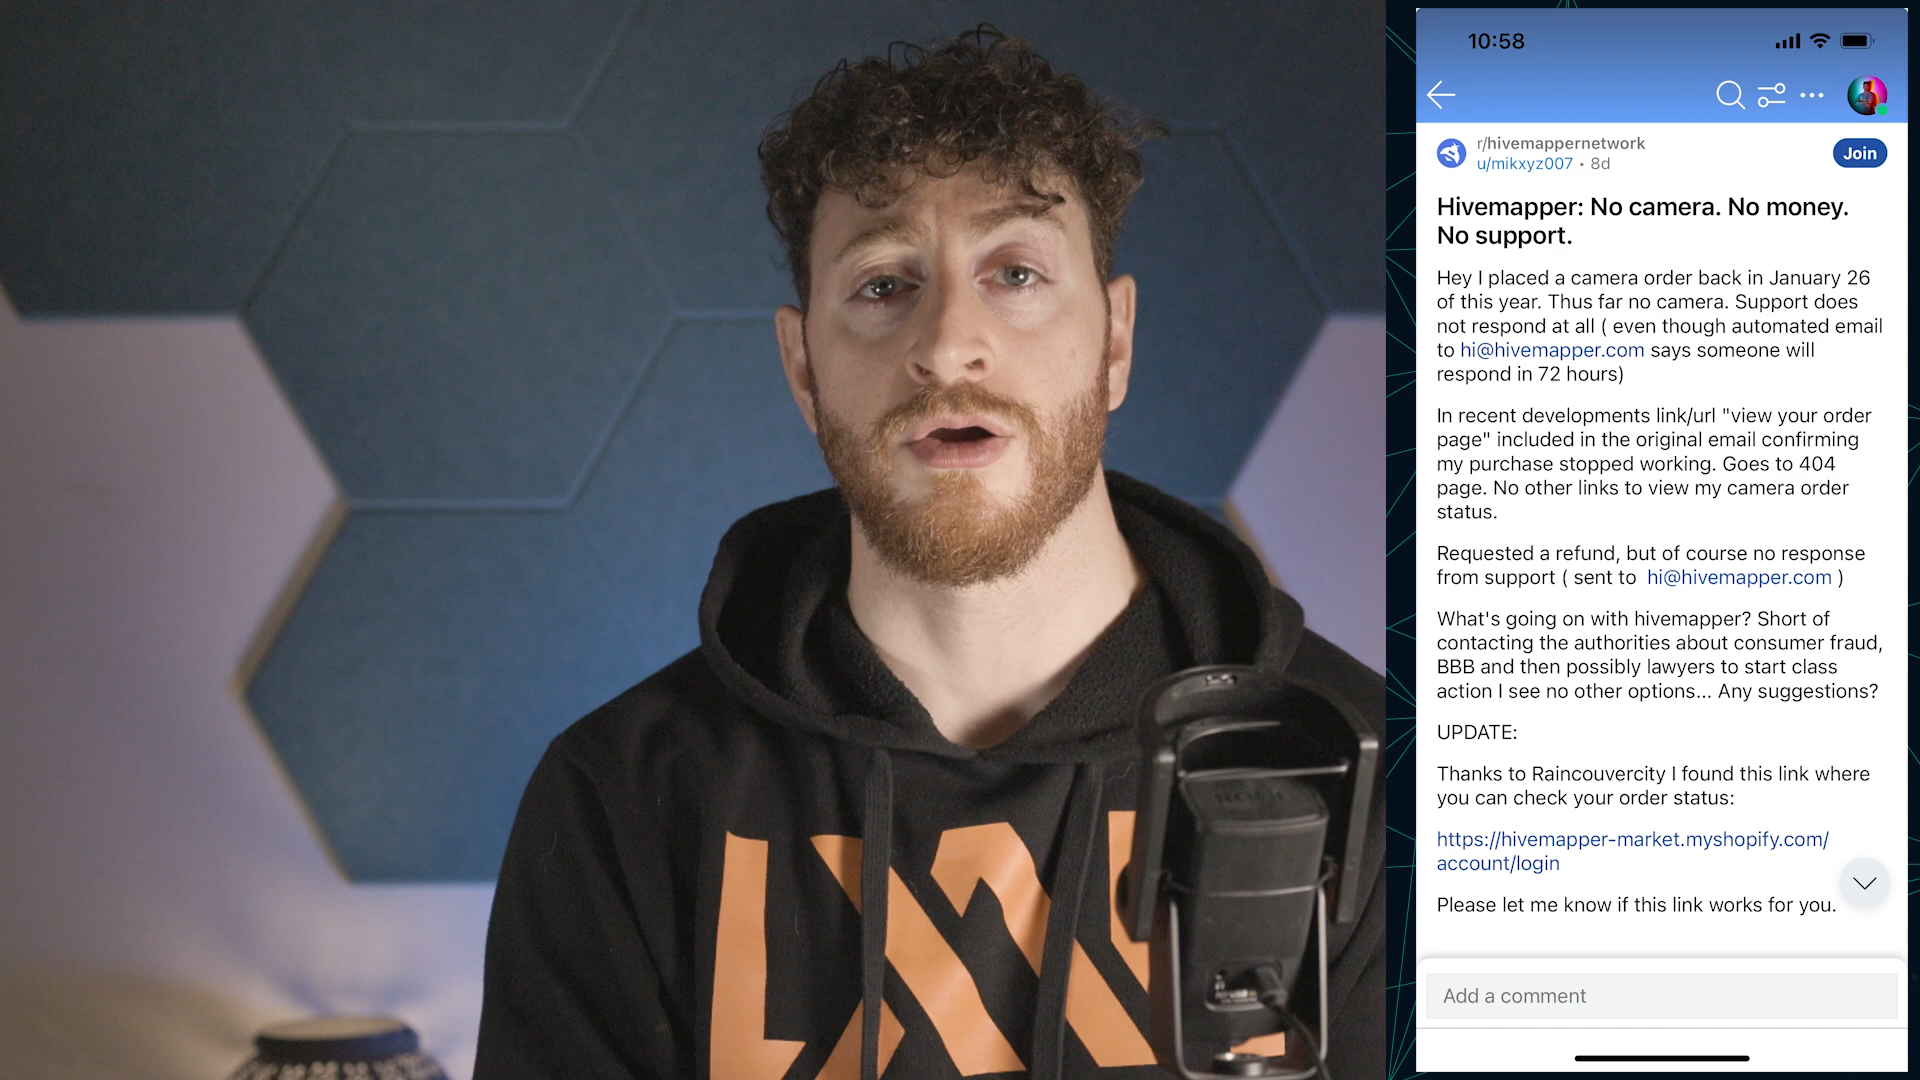 10:58
r/hivemappernetwork
u/mikxyz007 • 8d
Join
Hivemapper: No camera. No money.
No support.
Hey I placed a camera order back in January 26
of this year. Thus far no camera. Support does
not respond at all ( even though automated email
to hi@hivemapper.com says someone will
respond in 72 hours)
In recent developments link/url "view your order
page" included in the original email confirming
my purchase stopped working. Goes to 404
page. No other links to view my camera order
status.
Requested a refund, but of course no response
from support ( sent to hi@hivemapper.com )
What's going on with hivemapper? Short of
contacting the authorities about consumer fraud,
BBB and then possibly lawyers to start class
action I see no other options... Any suggestions?
UPDATE:
Thanks to Raincouvercity I found this link where
you can check your order status:
https://hivemapper-market.myshopify.com/
account/login
Please let me know if this link works for you.
Add a comment